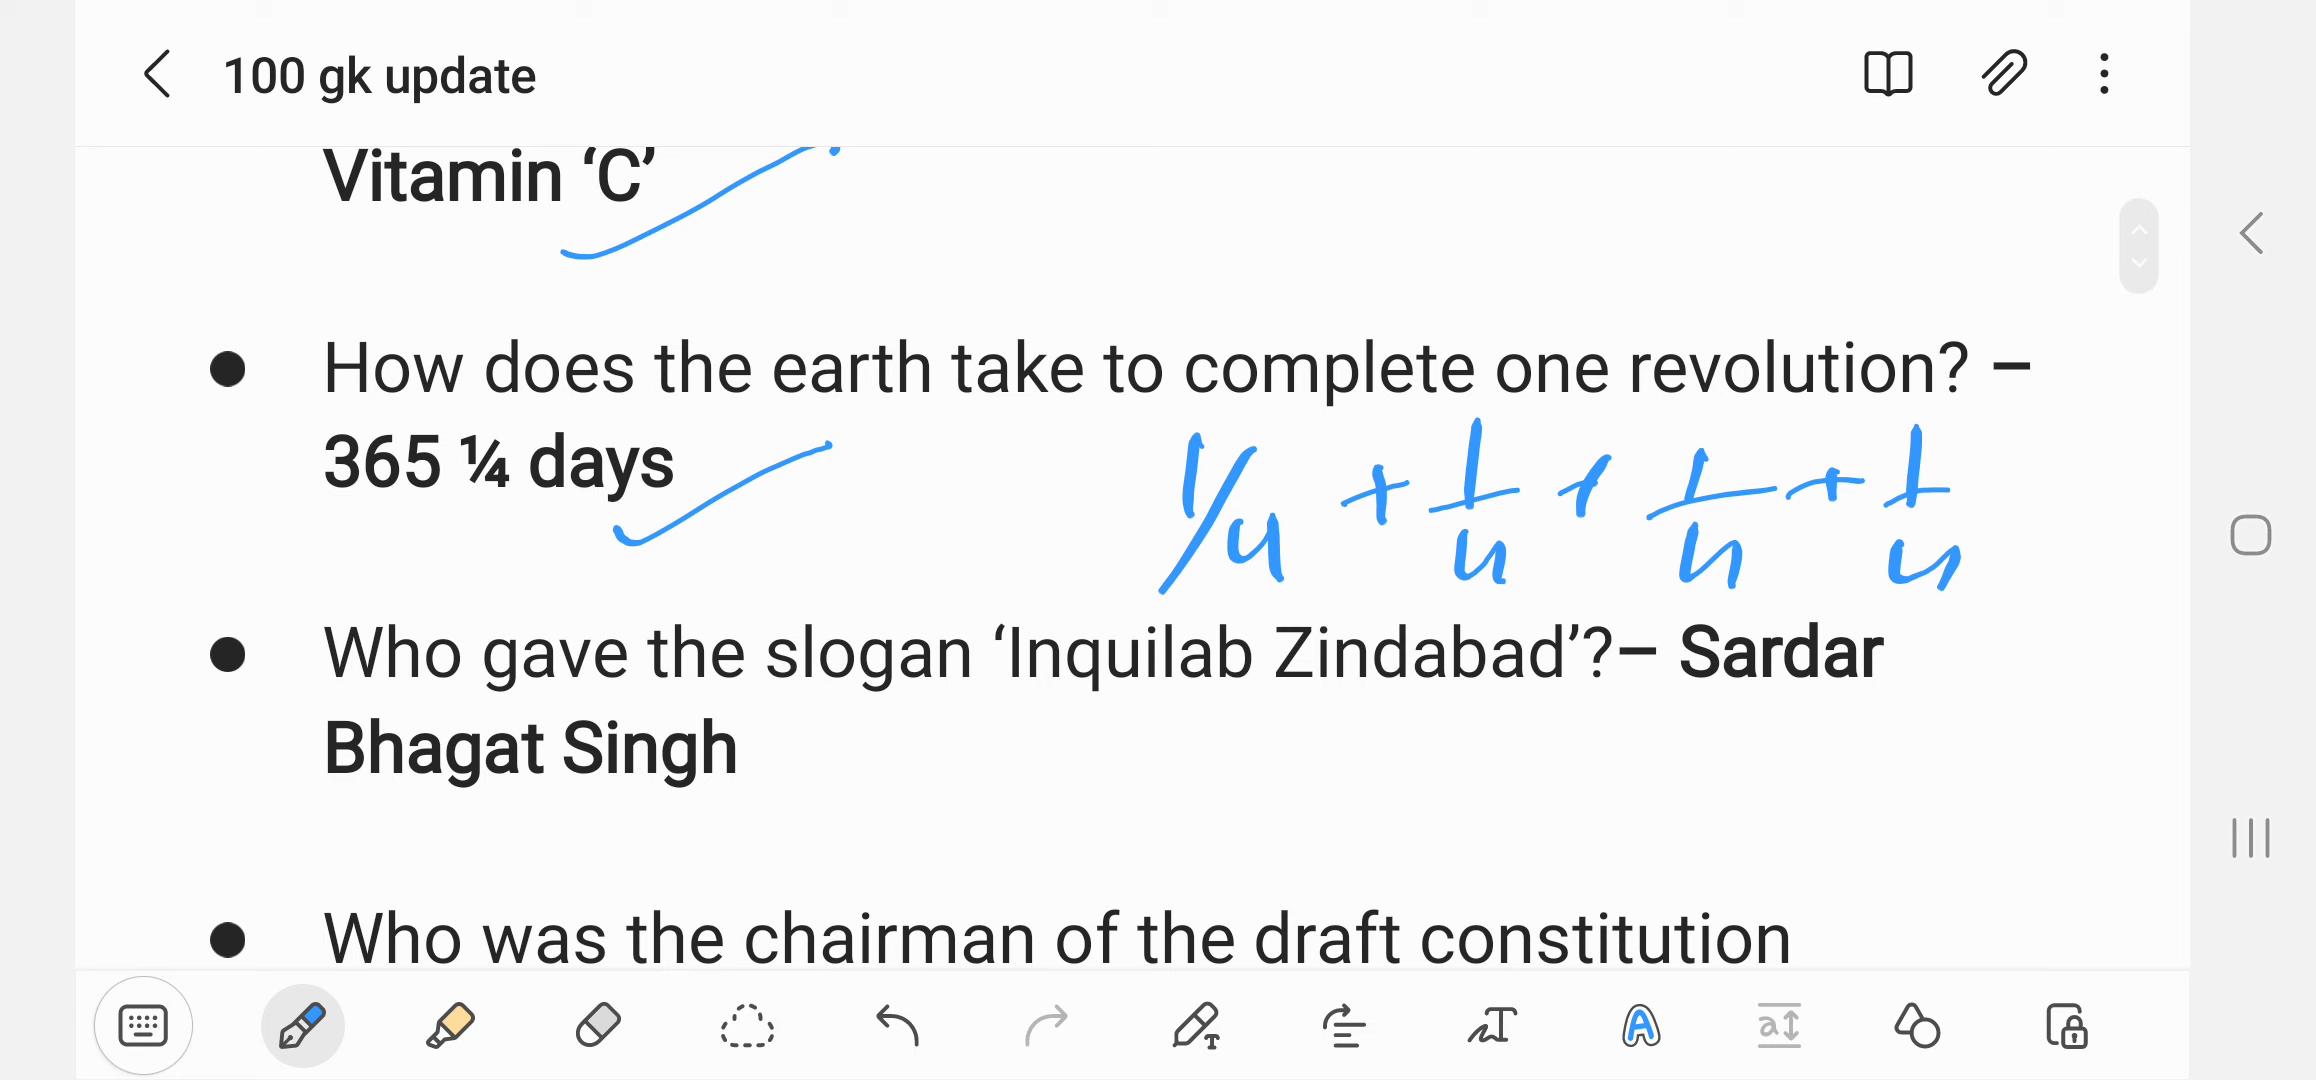 100 gk update
Vitamin ‘C’
● How does the earth take to complete one revolution? –
365 ¼ days
1/4 + 1/4 + 1/4 + 1/4
● Who gave the slogan ‘Inquilab Zindabad’?– Sardar
Bhagat Singh
● Who was the chairman of the draft constitution